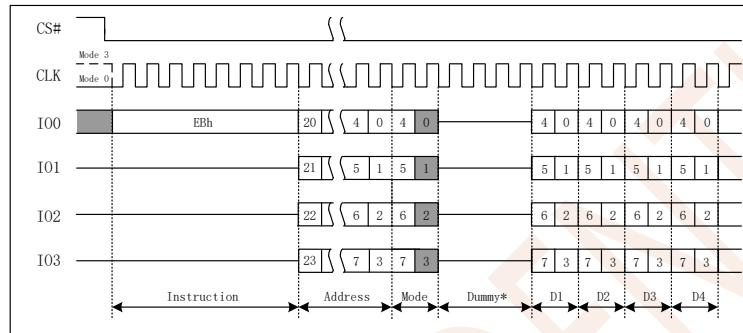 CS#
Mode 3
CLK
Mode 0
IO0 EBh 20 4 0 4 0 4 0 4 0 4 0 4 0
IO1 21 5 1 5 1 5 1 5 1 5 1 5 1
IO2 22 6 2 6 2 6 2 6 2 6 2 6 2
IO3 23 7 3 7 3 7 3 7 3 7 3 7 3
Instruction Address Mode Dummy* D1 D2 D3 D4